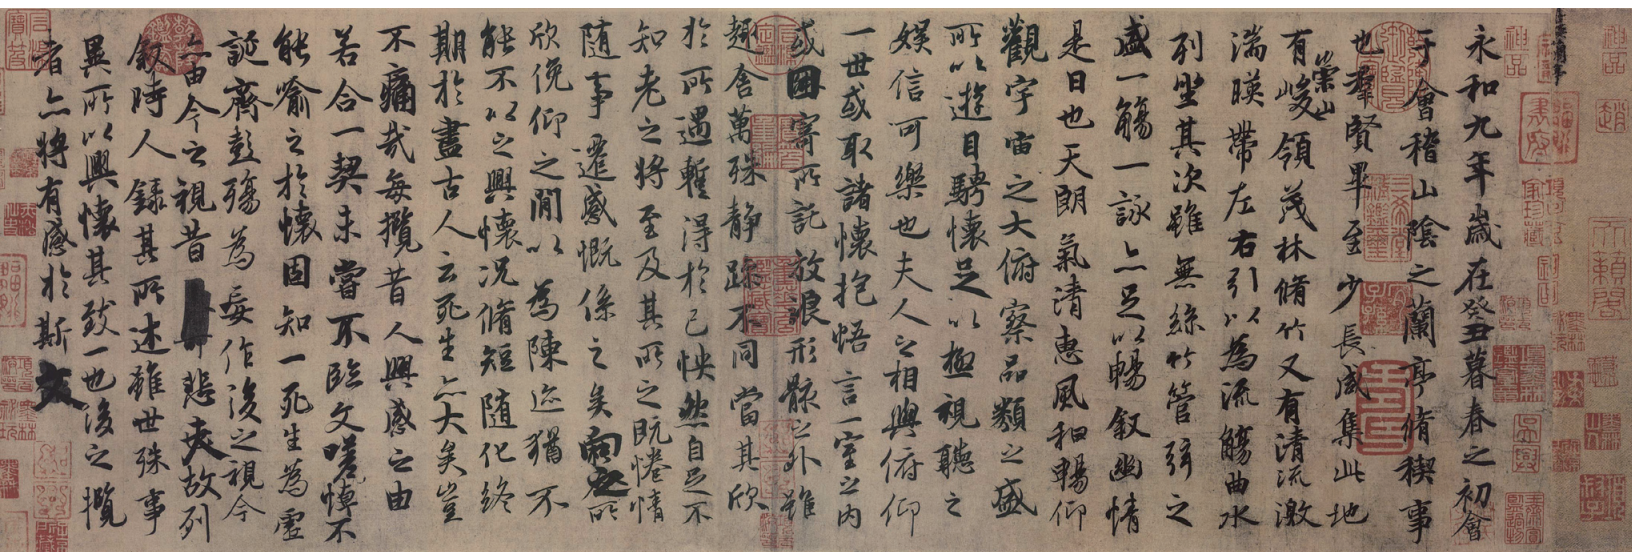 永和九年歲在癸丑暮春之初會
于會稽山陰之蘭亭脩稧事
也羣賢畢至少長咸集此地
有崇山峻領茂林脩竹又有清流激
湍暎帶左右引以為流觴曲水
列坐其次雖無絲竹管弦之
盛一觴一詠亦足以暢敘幽情
是日也天朗氣清惠風和暢仰
觀宇宙之大俯察品類之盛
所以遊目騁懷足以極視聽之
娛信可樂也夫人之相與俯仰
一世或取諸懷抱悟言一室之內
或因寄所託放浪形骸之外雖
趣舍萬殊靜躁不同當其欣
於所遇暫得於己怏然自足不
知老之將至及其所之既惓情
隨事遷感慨係之矣向之所
欣俛仰之閒以為陳迹猶不
能不以之興懷況脩短隨化終
期於盡古人云死生亦大矣豈
不痛哉每攬昔人興感之由
若合一契未嘗不臨文嗟悼不
能喻之於懷固知一死生為虛
誕齊彭殤為妄作後之視今
亦由今之視昔悲夫故列
敘時人錄其所述雖世殊事
異所以興懷其致一也後之攬
者亦將有感於斯文